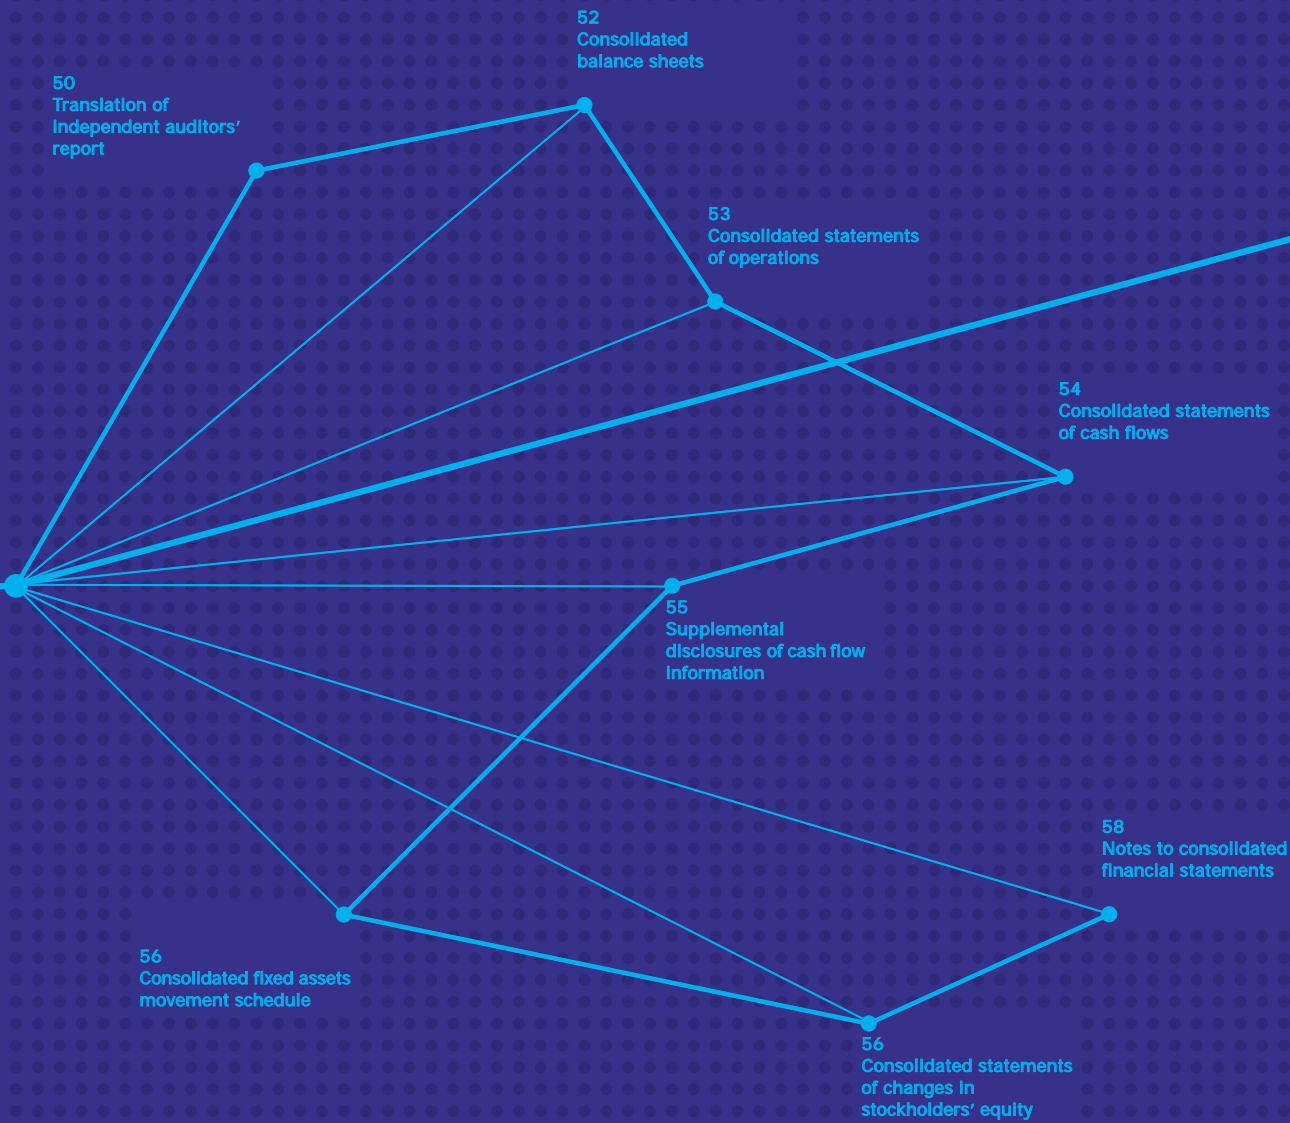 52
Consolidated
balance sheets
50
Translation of
independent auditors’
report
53
Consolidated statements
of operations
54
Consolidated statements
of cash flows
55
Supplemental
disclosures of cash flow
information
58
Notes to consolidated
financial statements
56
Consolidated fixed assets
movement schedule
56
Consolidated statements
of changes in
stockholders’ equity